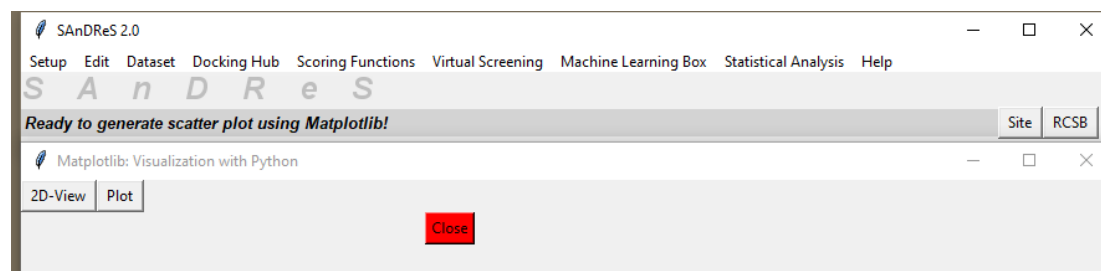 SAnDReS 2.0
Setup Edit Dataset Docking Hub Scoring Functions Virtual Screening Machine Learning Box Statistical Analysis Help
S A n D R e S
Ready to generate scatter plot using Matplotlib! Site RCSB
Matplotlib: Visualization with Python
2D-View Plot
Close